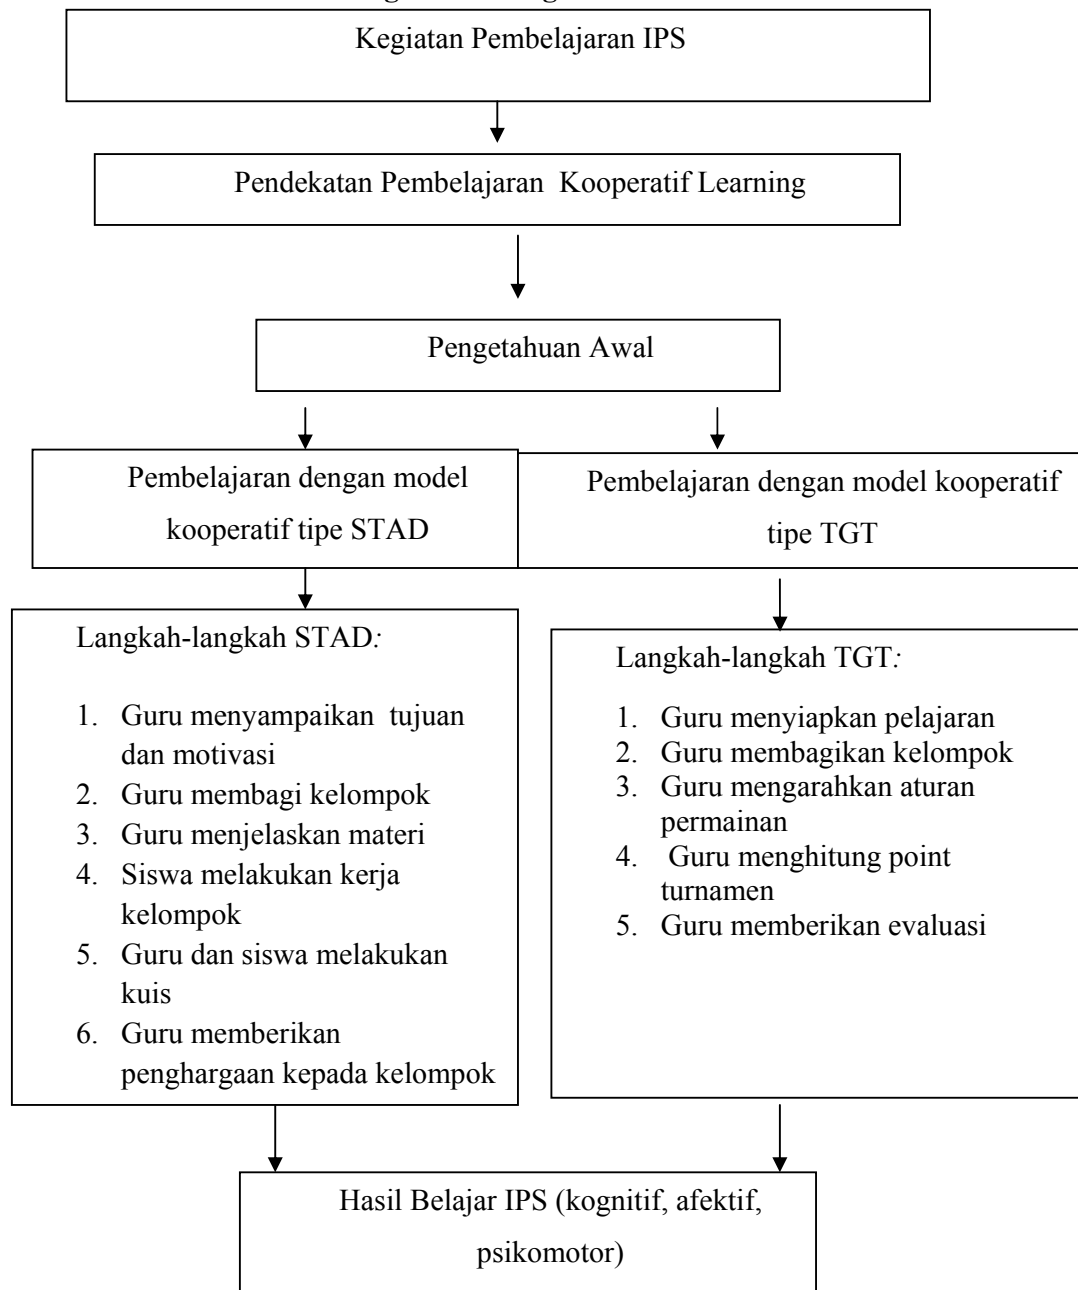 Kegiatan Pembelajaran IPS
Pendekatan Pembelajaran Kooperatif Learning
Pengetahuan Awal
Pembelajaran dengan model
kooperatif tipe STAD
Pembelajaran dengan model kooperatif
tipe TGT
Langkah-langkah STAD:
1. Guru menyampaikan tujuan
dan motivasi
2. Guru membagi kelompok
3. Guru menjelaskan materi
4. Siswa melakukan kerja
kelompok
5. Guru dan siswa melakukan
kuis
6. Guru memberikan
penghargaan kepada kelompok
Langkah-langkah TGT:
1. Guru menyiapkan pelajaran
2. Guru membagikan kelompok
3. Guru mengarahkan aturan
permainan
4. Guru menghitung point
turnamen
5. Guru memberikan evaluasi
Hasil Belajar IPS (kognitif, afektif,
psikomotor)